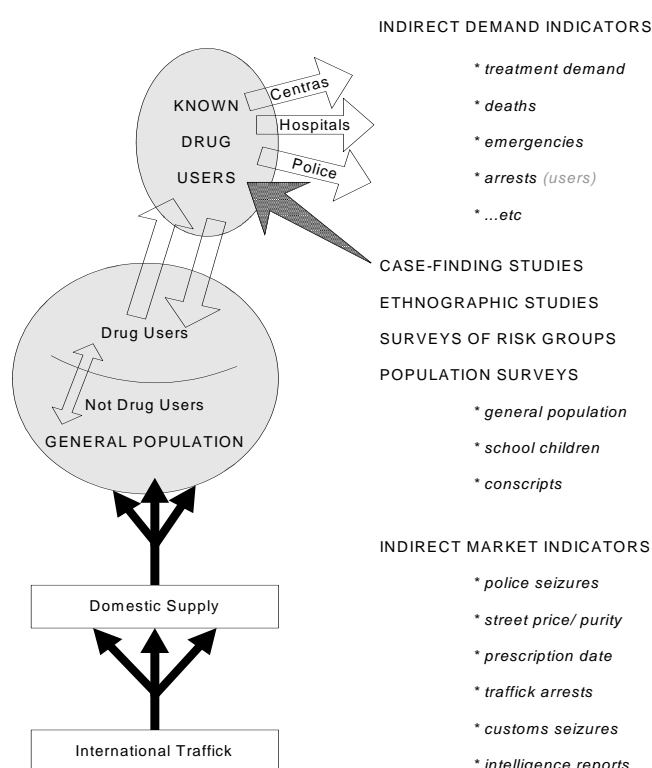 INDIRECT DEMAND INDICATORS
* treatment demand
* deaths
* emergencies
* arrests (users)
* ...etc
KNOWN
DRUG
USERS
Centras
Hospitals
Police
CASE-FINDING STUDIES
ETHNOGRAPHIC STUDIES
SURVEYS OF RISK GROUPS
POPULATION SURVEYS
* general population
* school children
* conscripts
Drug Users
Not Drug Users
GENERAL POPULATION
INDIRECT MARKET INDICATORS
* police seizures
* street price/ purity
* prescription date
* traffick arrests
* customs seizures
* intelligence reports
Domestic Supply
International Traffick